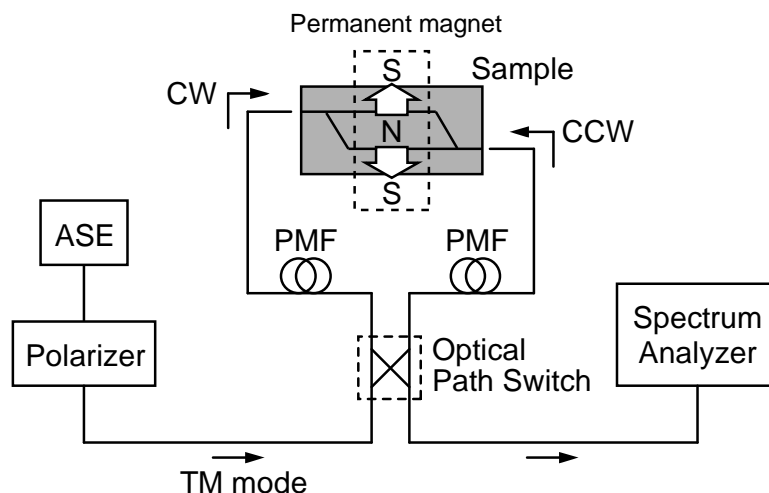 Permanent magnet
S
Sample
CW
N
CCW
S
ASE
PMF
PMF
Polarizer
Optical
Path Switch
Spectrum
Analyzer
TM mode